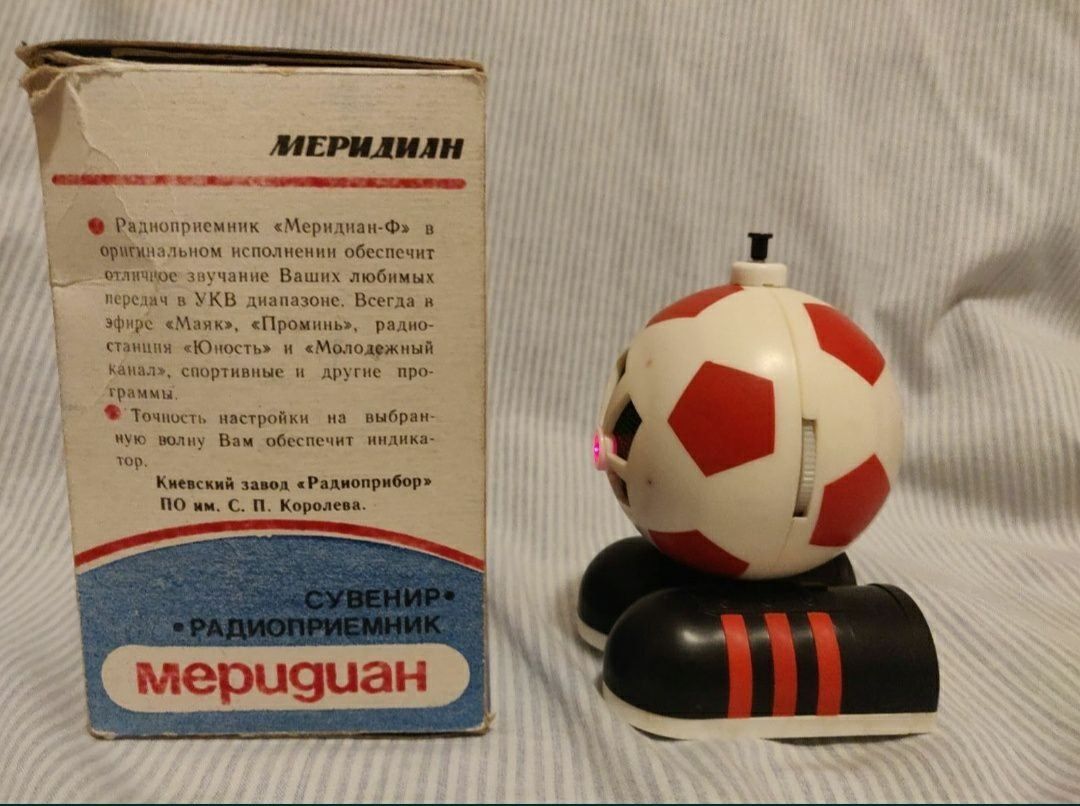 МЕРИДИАН
Радиоприемник «Меридиан-Ф» в
оригинальном исполнении обеспечит
отличное звучание Ваших любимых
передач в УКВ диапазоне. Всегда в
эфире «Маяк», «Проминь», радио-
станция «Юность» и «Молодежный
канал», спортивные и другие про-
граммы.
Точность настройки на выбран-
ную волну Вам обеспечит индика-
тор.
Киевский завод «Радиоприбор»
ПО им. С. П. Королева.
СУВЕНИР•
•РАДИОПРИЕМНИК
меридиан